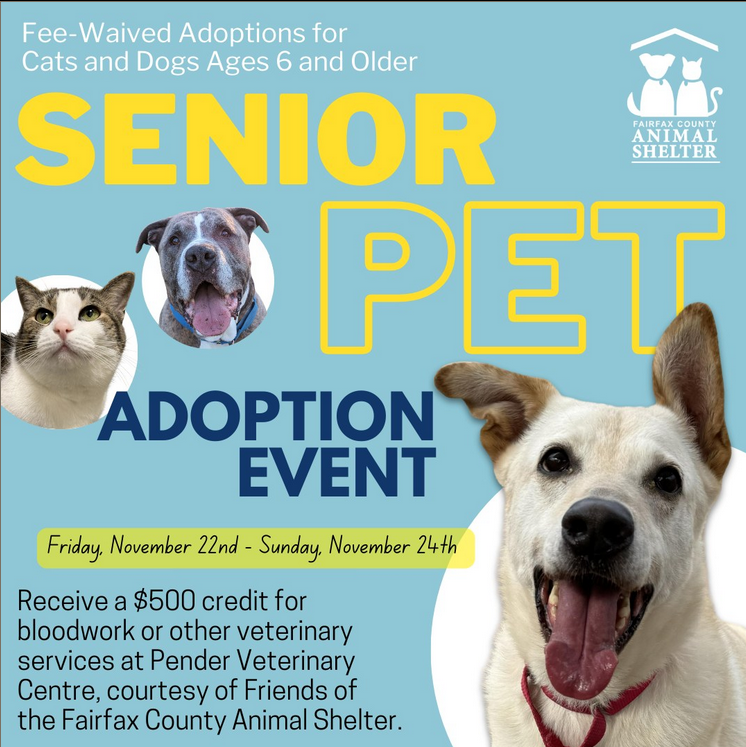 Fee-Waived Adoptions for
Cats and Dogs Ages 6 and Older
FAIRFAX COUNTY
ANIMAL
SHELTER
SENIOR
PET
ADOPTION
EVENT
Friday, November 22nd - Sunday, November 24th
Receive a $500 credit for
bloodwork or other veterinary
services at Pender Veterinary
Centre, courtesy of Friends of
the Fairfax County Animal Shelter.